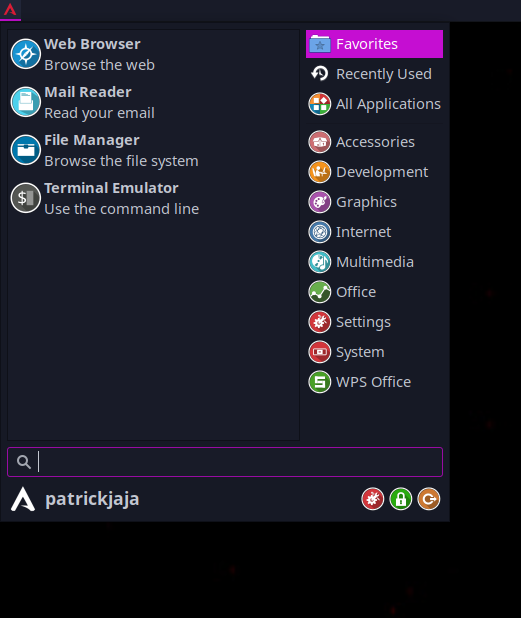 Web Browser
Browse the web
Mail Reader
Read your email
File Manager
Browse the file system
Terminal Emulator
Use the command line
Favorites
Recently Used
All Applications
Accessories
Development
Graphics
Internet
Multimedia
Office
Settings
System
WPS Office
patrickjaja